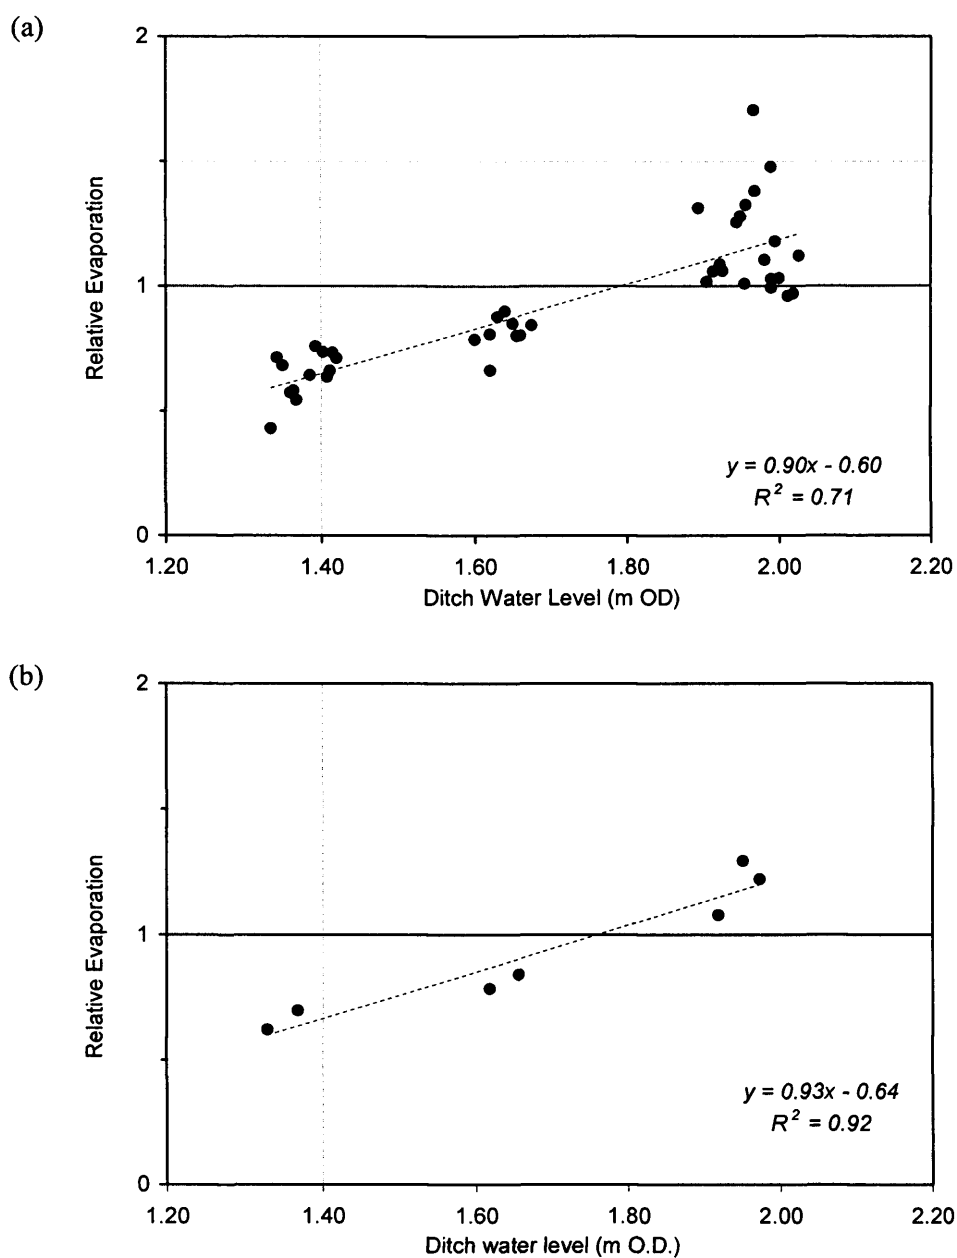 (a)
2
1
0
Relative Evaporation
y = 0.90x - 0.60
R² = 0.71
1.20 1.40 1.60 1.80 2.00 2.20
Ditch Water Level (m OD)
(b)
2
1
0
Relative Evaporation
y = 0.93x - 0.64
R² = 0.92
1.20 1.40 1.60 1.80 2.00 2.20
Ditch water level (m O.D.)